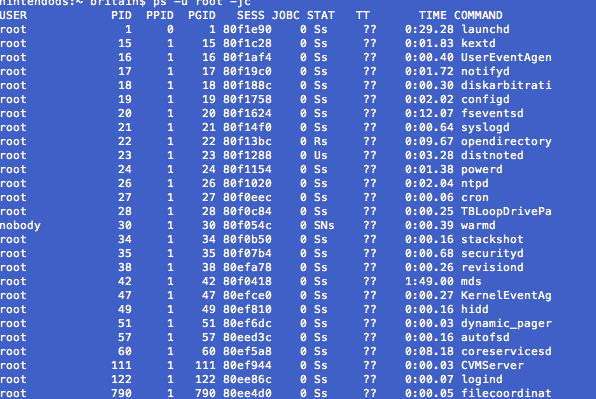 nintendods:~ britain$ ps -u root -jc
USER PID PPID PGID SESS JOBC STAT TT TIME COMMAND
root 1 0 1 80f1e90 0 Ss ?? 0:29.28 launchd
root 15 1 15 80f1c28 0 Ss ?? 0:01.83 kextd
root 16 1 16 80f1af4 0 Ss ?? 0:00.40 UserEventAgen
root 17 1 17 80f19c0 0 Ss ?? 0:01.72 notifyd
root 18 1 18 80f188c 0 Ss ?? 0:00.30 diskarbitrati
root 19 1 19 80f1758 0 Ss ?? 0:02.02 configd
root 20 1 20 80f1624 0 Ss ?? 0:12.07 fseventsd
root 21 1 21 80f14f0 0 Ss ?? 0:00.64 syslogd
root 22 1 22 80f13bc 0 Rs ?? 0:09.67 opendirectory
root 23 1 23 80f1288 0 Us ?? 0:03.28 distnoted
root 24 1 24 80f1154 0 Ss ?? 0:01.38 powerd
root 26 1 26 80f1020 0 Ss ?? 0:02.04 ntpd
root 27 1 27 80f0eec 0 Ss ?? 0:00.06 cron
root 28 1 28 80f0c84 0 Ss ?? 0:00.25 TBLoopDrivePa
nobody 30 1 30 80f054c 0 SNs ?? 0:00.39 warmd
root 34 1 34 80f0b50 0 Ss ?? 0:00.16 stackshot
root 35 1 35 80f07b4 0 Ss ?? 0:00.68 securityd
root 38 1 38 80efa78 0 Ss ?? 0:00.26 revisiond
root 42 1 42 80f0418 0 Ss ?? 1:49.00 mds
root 47 1 47 80efce0 0 Ss ?? 0:00.27 KernelEventAg
root 49 1 49 80ef810 0 Ss ?? 0:00.16 hidd
root 51 1 51 80ef6dc 0 Ss ?? 0:00.03 dynamic_pager
root 57 1 57 80eed3c 0 Ss ?? 0:00.16 autofsd
root 60 1 60 80ef5a8 0 Ss ?? 0:08.18 coreservicesd
root 111 1 111 80ef944 0 Ss ?? 0:00.03 CVMServer
root 122 1 122 80ee86c 0 Ss ?? 0:00.07 logind
root 790 1 790 80ee4d0 0 Ss ?? 0:00.05 filecoordinat